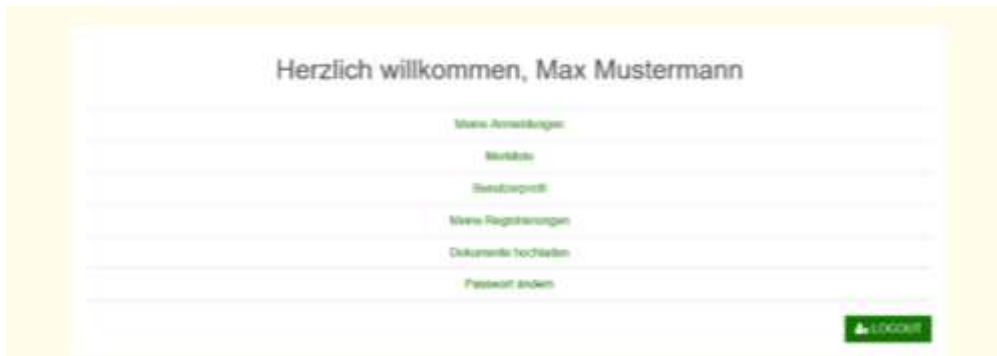 Herzlich willkommen, Max Mustermann
Meine Anmeldungen
Merkliste
Benutzerprofil
Meine Registrierungen
Dokumente hochladen
Passwort ändern
LOGOUT